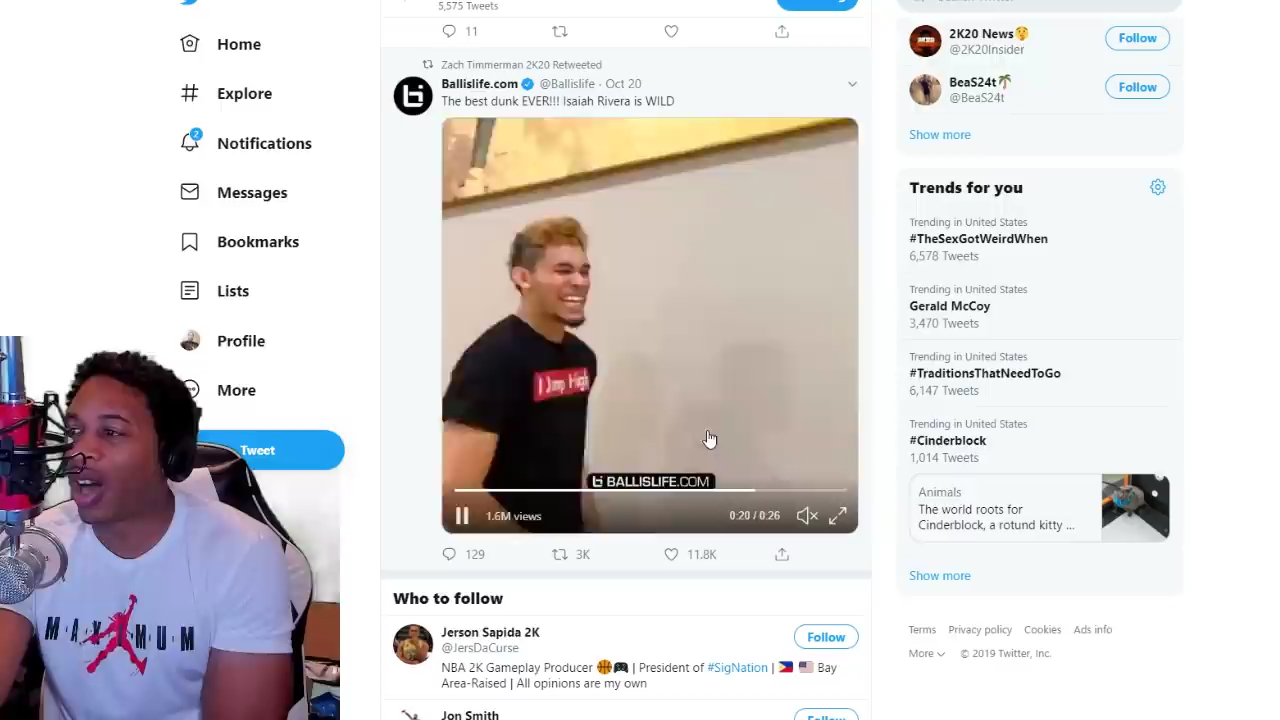 5,575 Tweets
11
Home
Explore
2
Notifications
Messages
Bookmarks
Lists
Profile
More
Tweet
Zach Timmerman 2K20 Retweeted
Ballislife.com @Ballislife · Oct 20
The best dunk EVER!!! Isaiah Rivera is WILD
I Jump High
BALLISLIFE.COM
1.6M views
0:20 / 0:26
129
3K
11.8K
Who to follow
Jerson Sapida 2K
@JersDaCurse
Follow
NBA 2K Gameplay Producer 🏀🎮 | President of #SigNation | 🇵🇭 🇺🇸 Bay
Area-Raised | All opinions are my own
Jon Smith
Follow
2K20 News🤫
@2K20Insider
Follow
BeaS24t🌴
@BeaS24t
Follow
Show more
Trends for you
Trending in United States
#TheSexGotWeirdWhen
6,578 Tweets
Trending in United States
Gerald McCoy
3,470 Tweets
Trending in United States
#TraditionsThatNeedToGo
6,147 Tweets
Trending in United States
#Cinderblock
1,014 Tweets
Animals
The world roots for
Cinderblock, a rotund kitty ...
Show more
Terms Privacy policy Cookies Ads info
More © 2019 Twitter, Inc.
MAXIMUM